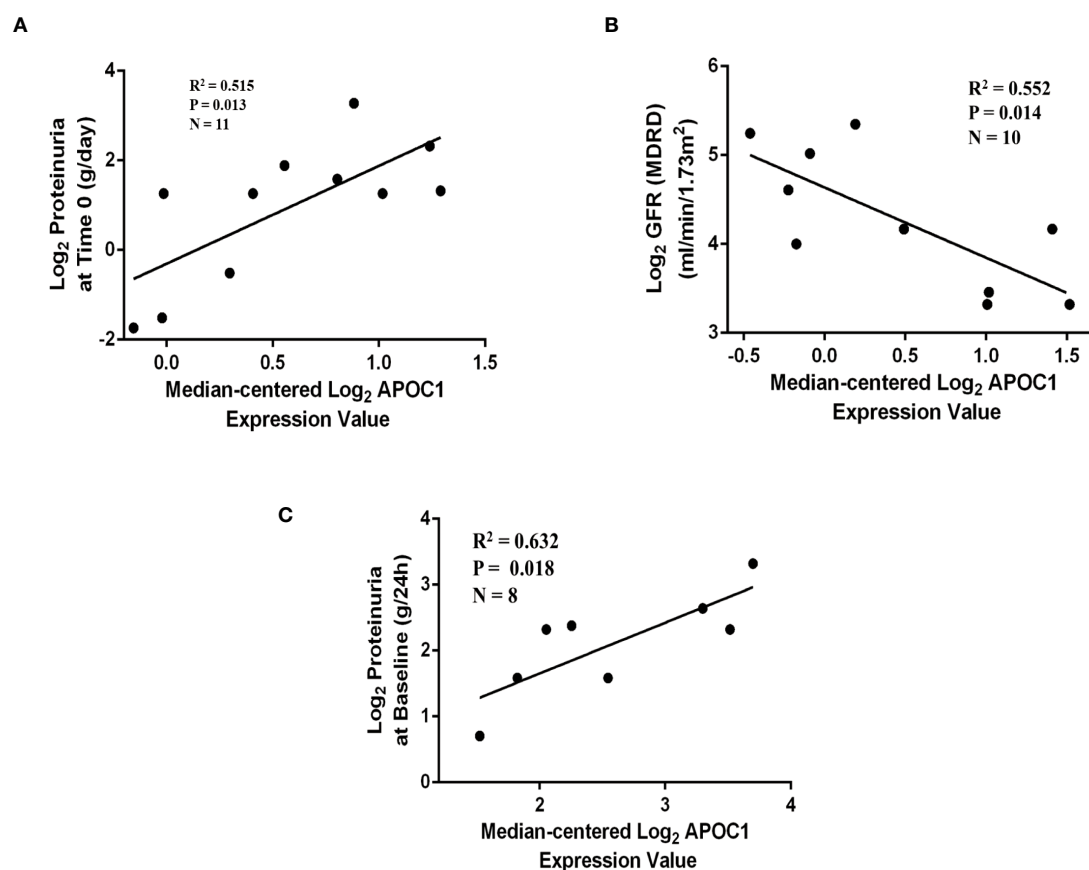 A
R² = 0.515
P = 0.013
N = 11
Log₂ Proteinuria
at Time 0 (g/day)
4
2
0
-2
0.0 0.5 1.0 1.5
Median-centered Log₂ APOC1
Expression Value
B
R² = 0.552
P = 0.014
N = 10
Log₂ GFR (MDRD)
(ml/min/1.73m²)
6
5
4
3
-0.5 0.0 0.5 1.0 1.5
Median-centered Log₂ APOC1
Expression Value
C
R² = 0.632
P = 0.018
N = 8
Log₂ Proteinuria
at Baseline (g/24h)
4
3
2
1
0
2 3 4
Median-centered Log₂ APOC1
Expression Value